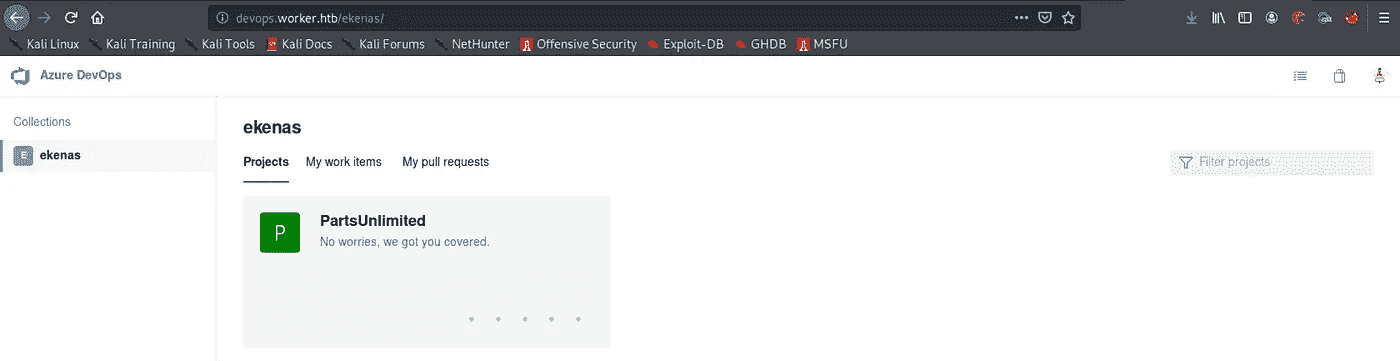 devops.worker.htb/ekenas/
Kali Linux Kali Training Kali Tools Kali Docs Kali Forums NetHunter Offensive Security Exploit-DB GHDB MSFU
Azure DevOps
Collections
E ekenas
ekenas
Projects My work items My pull requests
Filter projects
P PartsUnlimited
No worries, we got you covered.